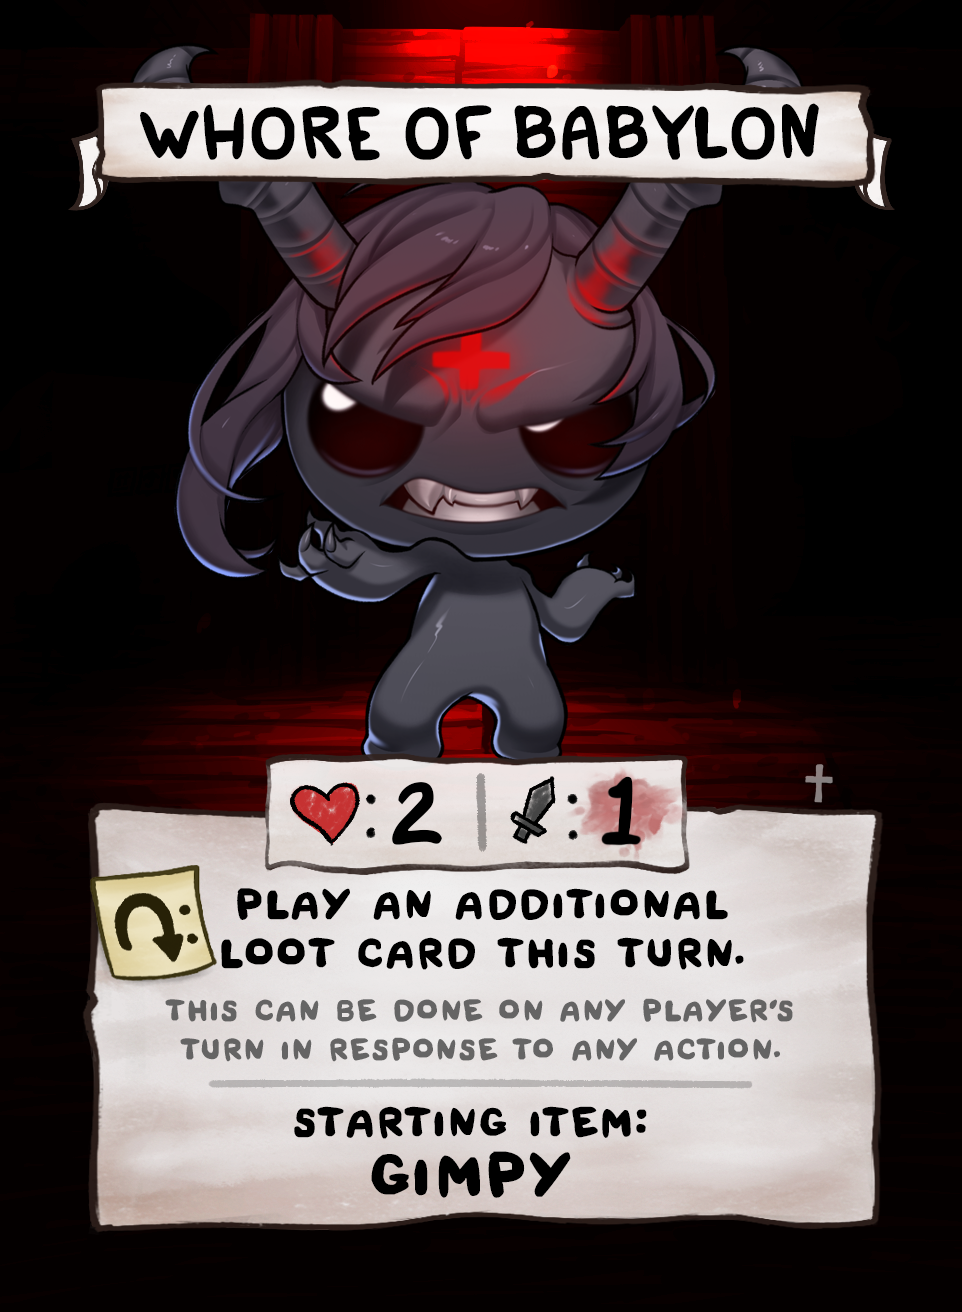 WHORE OF BABYLON
: 2 | : 1
: PLAY AN ADDITIONAL
LOOT CARD THIS TURN.
THIS CAN BE DONE ON ANY PLAYER'S
TURN IN RESPONSE TO ANY ACTION.
STARTING ITEM:
GIMPY